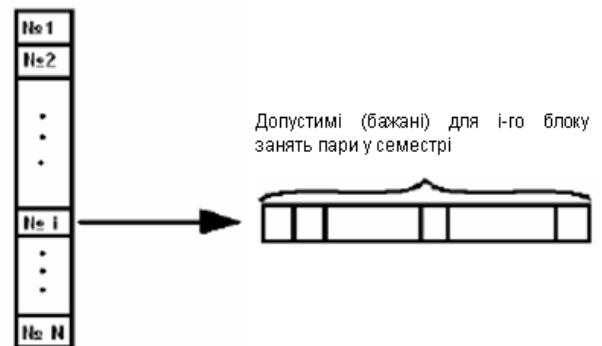 №1
№2
Допустимі (бажані) для і-го блоку
занять пари у семестрі
№ i
№ N